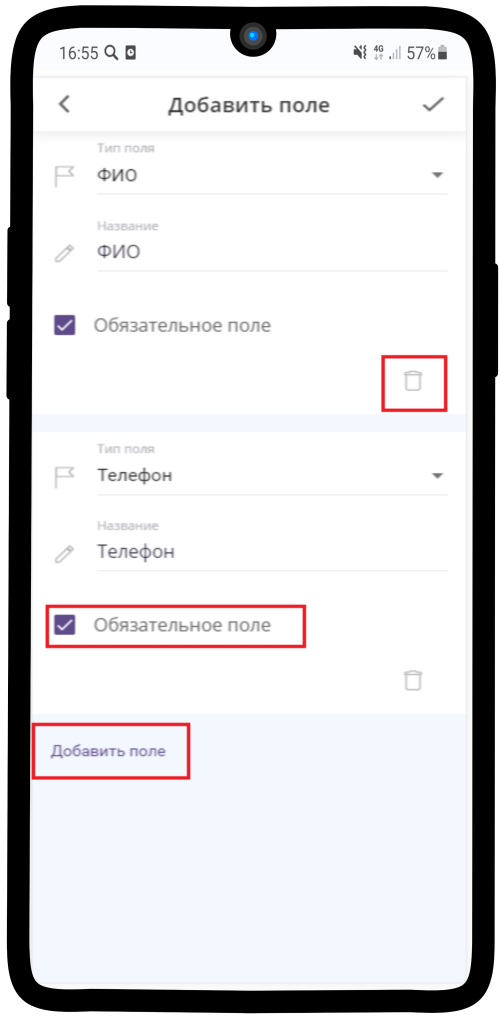 16:55 4G 57%
Добавить поле
Тип поля
ФИО
Название
ФИО
Обязательное поле
Тип поля
Телефон
Название
Телефон
Обязательное поле
Добавить поле